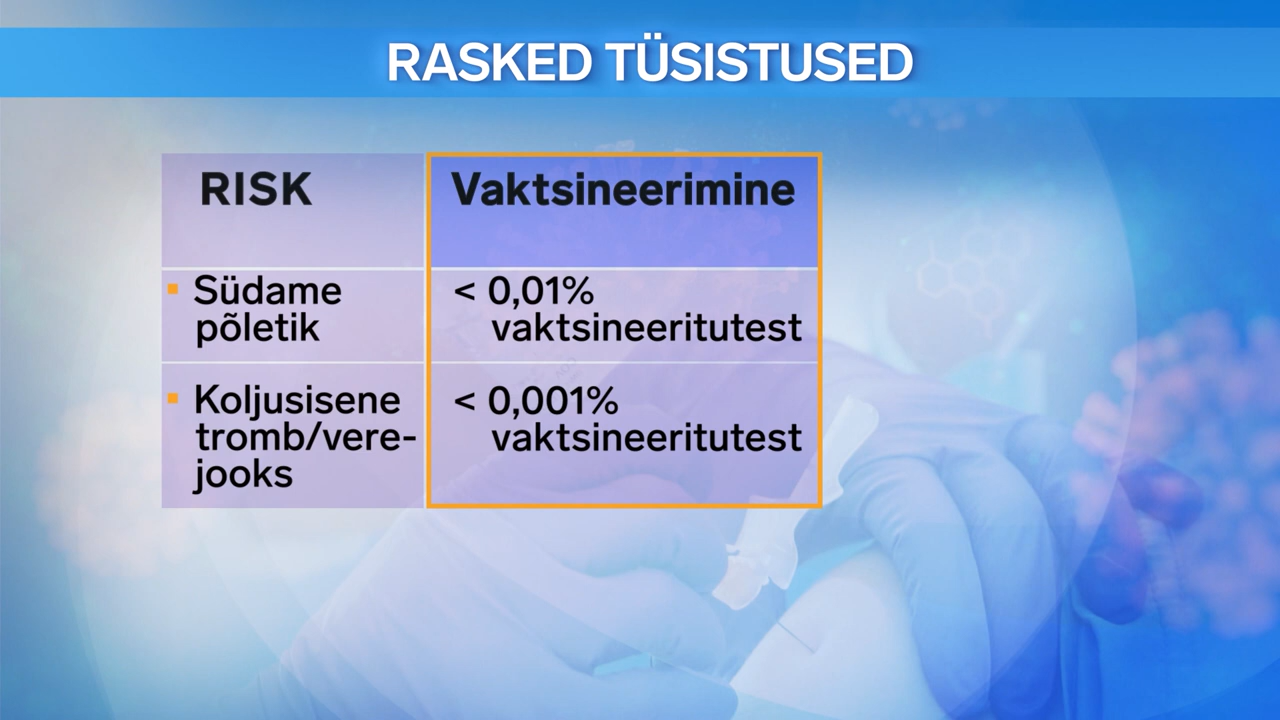 RASKED TÜSISTUSED
RISK
Vaktsineerimine
Südame
põletik
< 0,01%
vaktsineeritutest
Koljusisene
tromb/vere-
jooks
< 0,001%
vaktsineeritutest